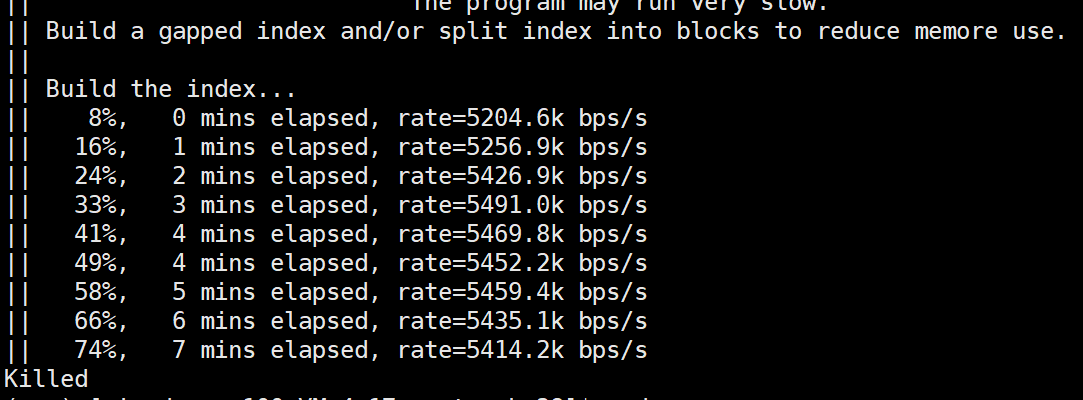 || The program may run very slow.
|| Build a gapped index and/or split index into blocks to reduce memore use.
||
|| Build the index...
|| 8%, 0 mins elapsed, rate=5204.6k bps/s
|| 16%, 1 mins elapsed, rate=5256.9k bps/s
|| 24%, 2 mins elapsed, rate=5426.9k bps/s
|| 33%, 3 mins elapsed, rate=5491.0k bps/s
|| 41%, 4 mins elapsed, rate=5469.8k bps/s
|| 49%, 4 mins elapsed, rate=5452.2k bps/s
|| 58%, 5 mins elapsed, rate=5459.4k bps/s
|| 66%, 6 mins elapsed, rate=5435.1k bps/s
|| 74%, 7 mins elapsed, rate=5414.2k bps/s
Killed